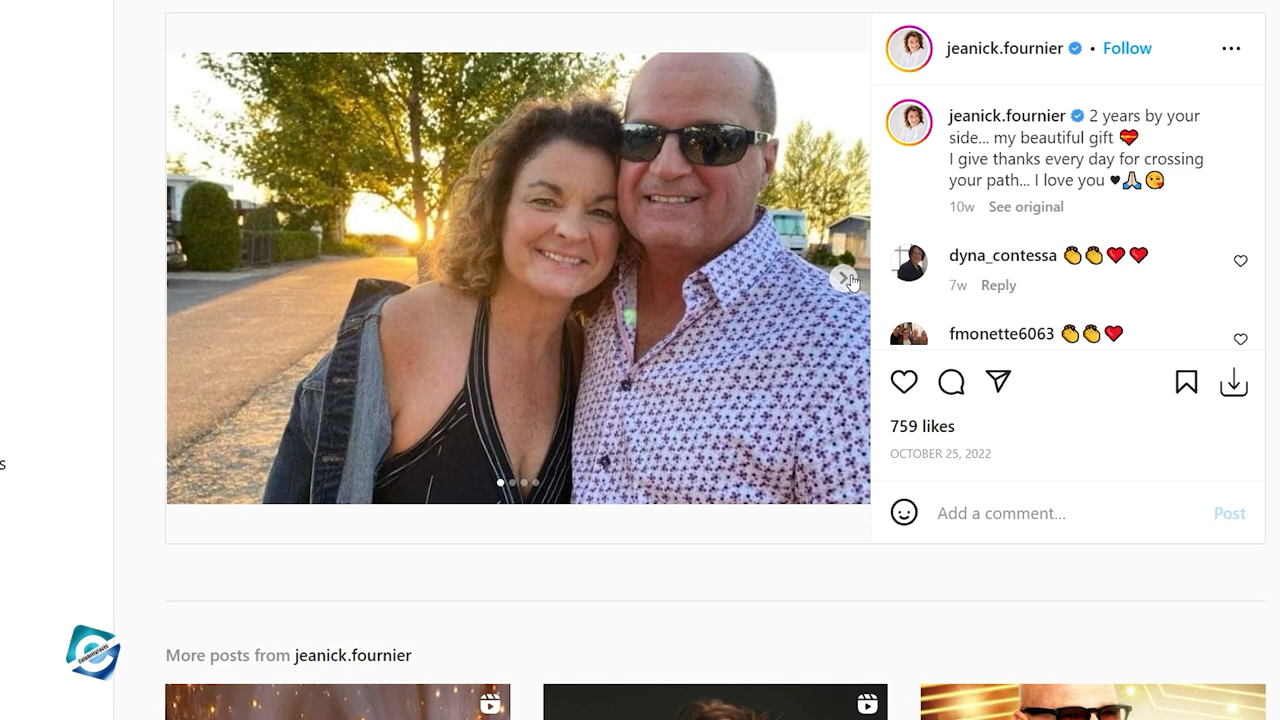 jeanick.fournier • Follow
jeanick.fournier 2 years by your
side... my beautiful gift 💝
I give thanks every day for crossing
your path... I love you 🖤🙏🏻😘
10w See original
dyna_contessa 👏👏❤️❤️
7w Reply
fmonette6063 👏👏❤️
759 likes
OCTOBER 25, 2022
Add a comment... Post
s
More posts from jeanick.fournier